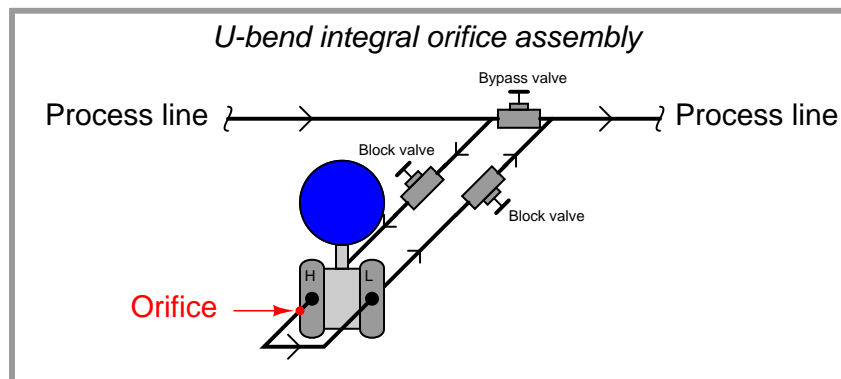 U-bend integral orifice assembly
Bypass valve
Process line
Process line
Block valve
Block valve
H
L
Orifice